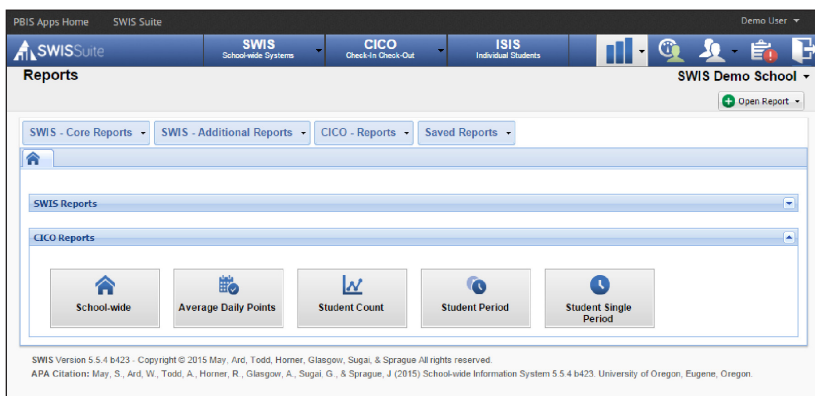 PBIS Apps Home SWIS Suite Demo User
SWISSuite SWIS CICO ISIS
School-wide Systems Check-In Check-Out Individual Students
Reports SWIS Demo School
Open Report
SWIS - Core Reports SWIS - Additional Reports CICO - Reports Saved Reports
SWIS Reports
CICO Reports
School-wide Average Daily Points Student Count Student Period Student Single
Period
SWIS Version 5.5.4 b423 - Copyright © 2015 May, Ard, Todd, Horner, Glasgow, Sugai, & Sprague All rights reserved.
APA Citation: May, S., Ard, W., Todd, A., Horner, R., Glasgow, A., Sugai, G., & Sprague, J (2015) School-wide Information System 5.5.4 b423. University of Oregon, Eugene, Oregon.